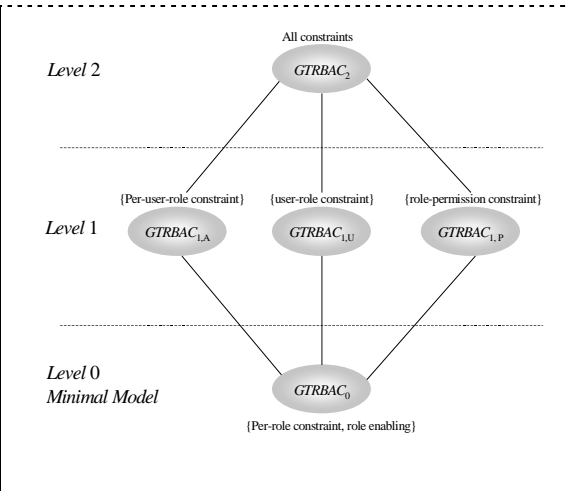 All constraints
Level 2
GTRBAC2
{Per-user-role constraint} {user-role constraint} {role-permission constraint}
Level 1
GTRBAC1,A GTRBAC1,U GTRBAC1, P
Level 0
Minimal Model
GTRBAC0
{Per-role constraint, role enabling}